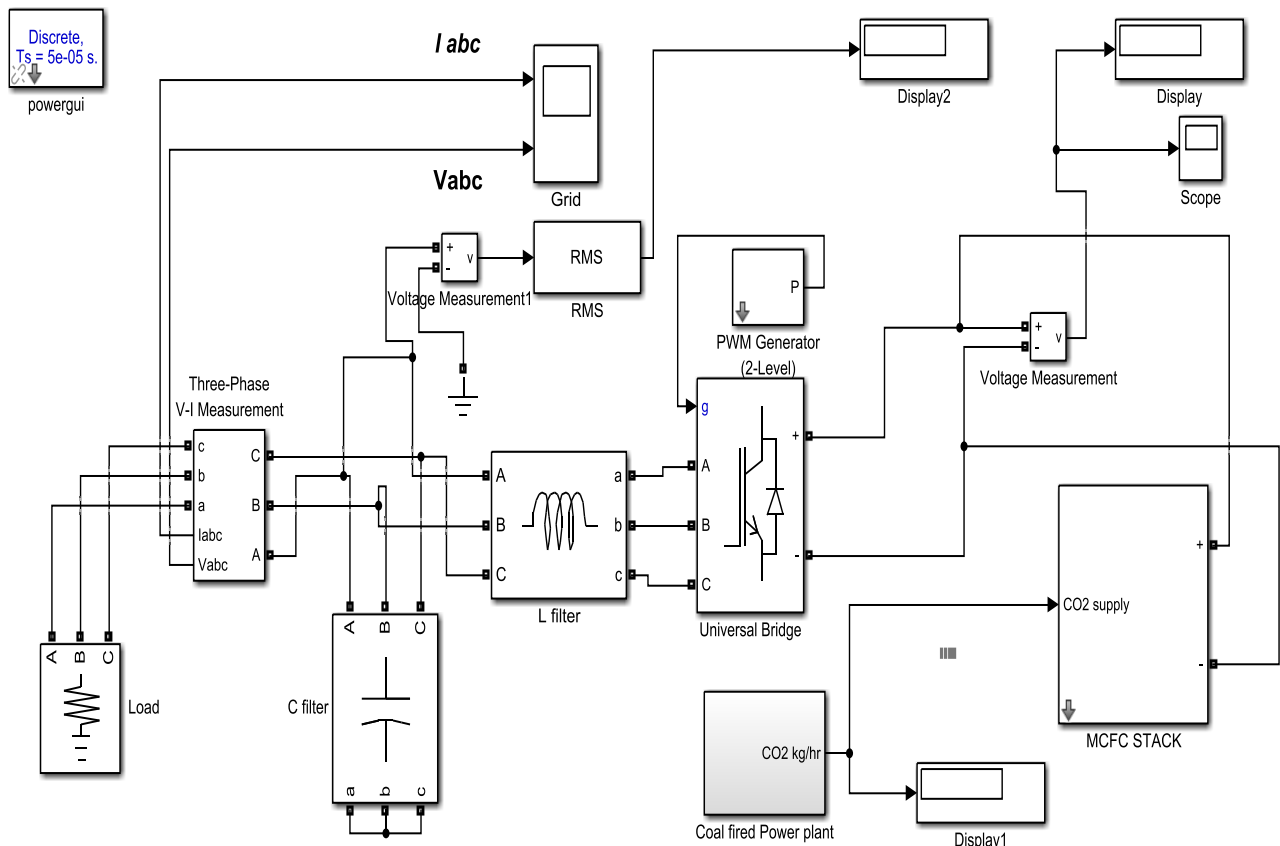 Discrete,
Ts = 5e-05 s.
powergui
I abc
Vabc
Grid
Display2
Display
Scope
+
-
v
Voltage Measurement1
RMS
RMS
P
PWM Generator
(2-Level)
+
-
v
Voltage Measurement
Three-Phase
V-I Measurement
c
b
a
Iabc
Vabc
C
B
A
A
B
C
a
b
c
L filter
g
A
B
C
+
-
Universal Bridge
A
B
C
Load
A
B
C
a
b
c
C filter
CO2 supply
+
-
MCFC STACK
CO2 kg/hr
Coal fired Power plant
Display1